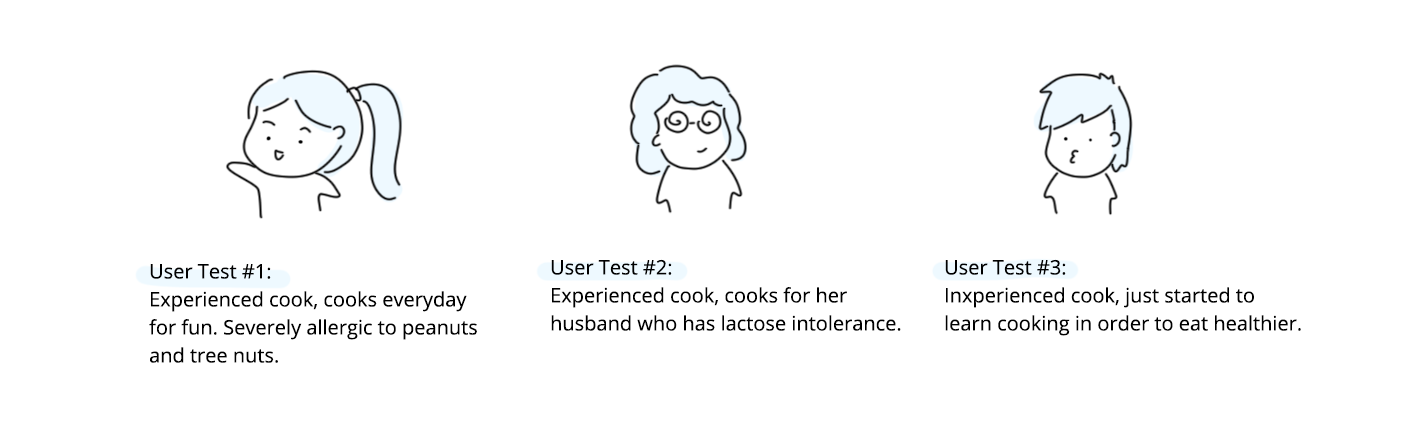 User Test #1:
Experienced cook, cooks everyday
for fun. Severely allergic to peanuts
and tree nuts.
User Test #2:
Experienced cook, cooks for her
husband who has lactose intolerance.
User Test #3:
Inxperienced cook, just started to
learn cooking in order to eat healthier.